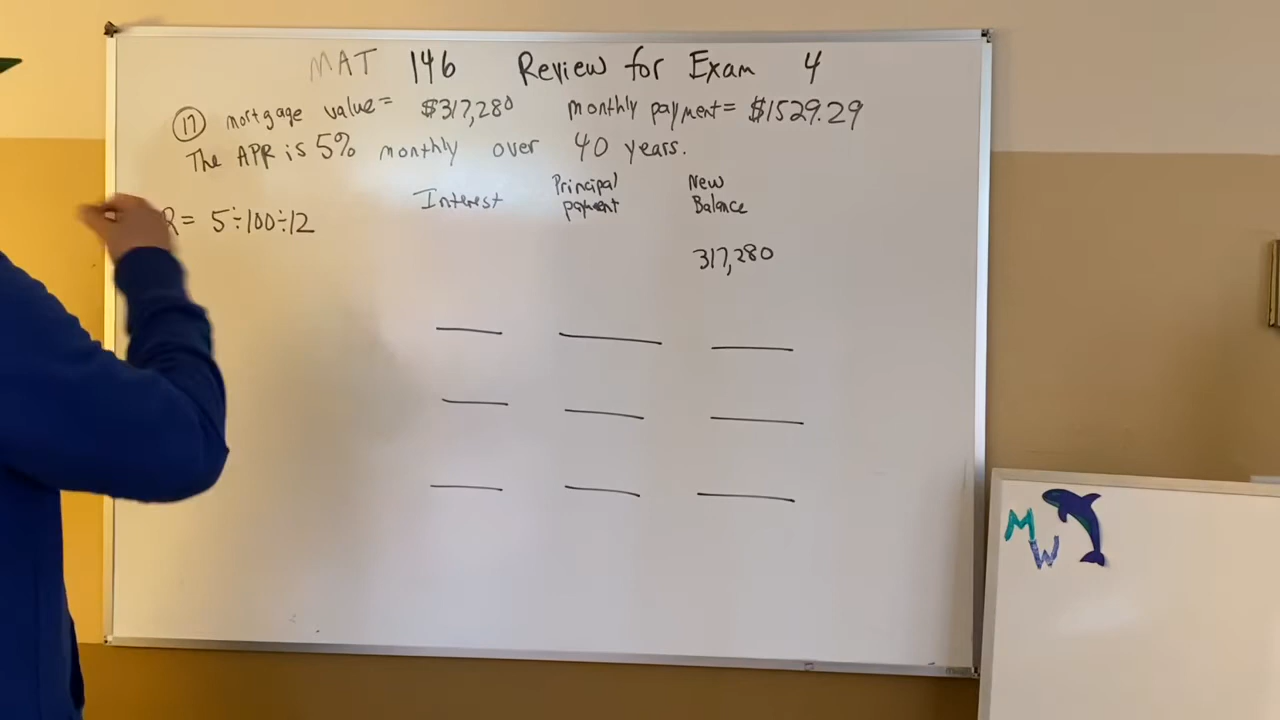 MAT 146 Review for Exam 4
(17) mortgage value = $317,280 monthly payment = $1529.29
The APR is 5% monthly over 40 years.
Interest Principal payment New Balance
R = 5÷100÷12
317,280
M
W